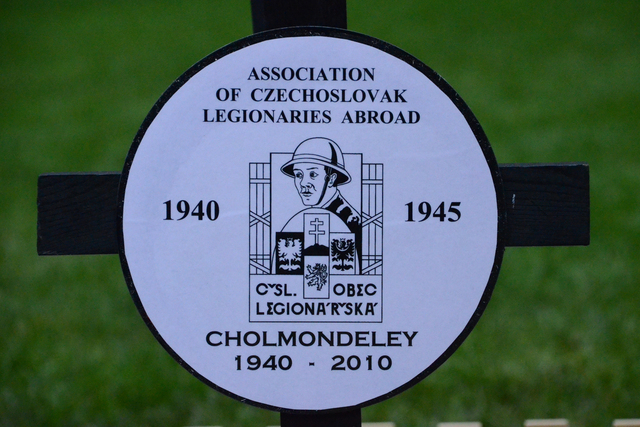 ASSOCIATION
OF CZECHOSLOVAK
LEGIONARIES ABROAD
1940
1945
ČSL. OBEC
LEGIONÁŘSKÁ
CHOLMONDELEY
1940 - 2010